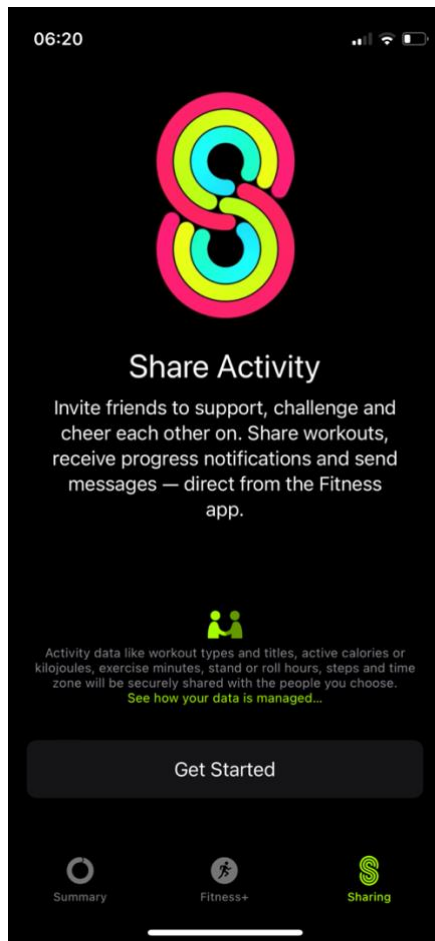 06:20
Share Activity
Invite friends to support, challenge and
cheer each other on. Share workouts,
receive progress notifications and send
messages — direct from the Fitness
app.
Activity data like workout types and titles, active calories or
kilojoules, exercise minutes, stand or roll hours, steps and time
zone will be securely shared with the people you choose.
See how your data is managed...
Get Started
Summary
Fitness+
Sharing